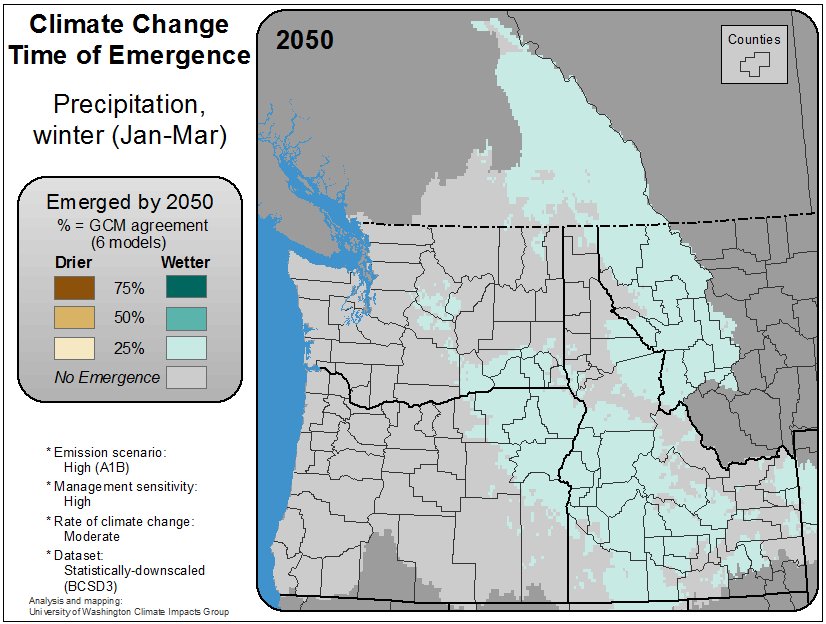 Climate Change
Time of Emergence
Precipitation,
winter (Jan-Mar)
Emerged by 2050
% = GCM agreement
(6 models)
Drier Wetter
75%
50%
25%
No Emergence
* Emission scenario:
High (A1B)
* Management sensitivity:
High
* Rate of climate change:
Moderate
* Dataset:
Statistically-downscaled
(BCSD3)
Analysis and mapping:
University of Washington Climate Impacts Group
2050
Counties